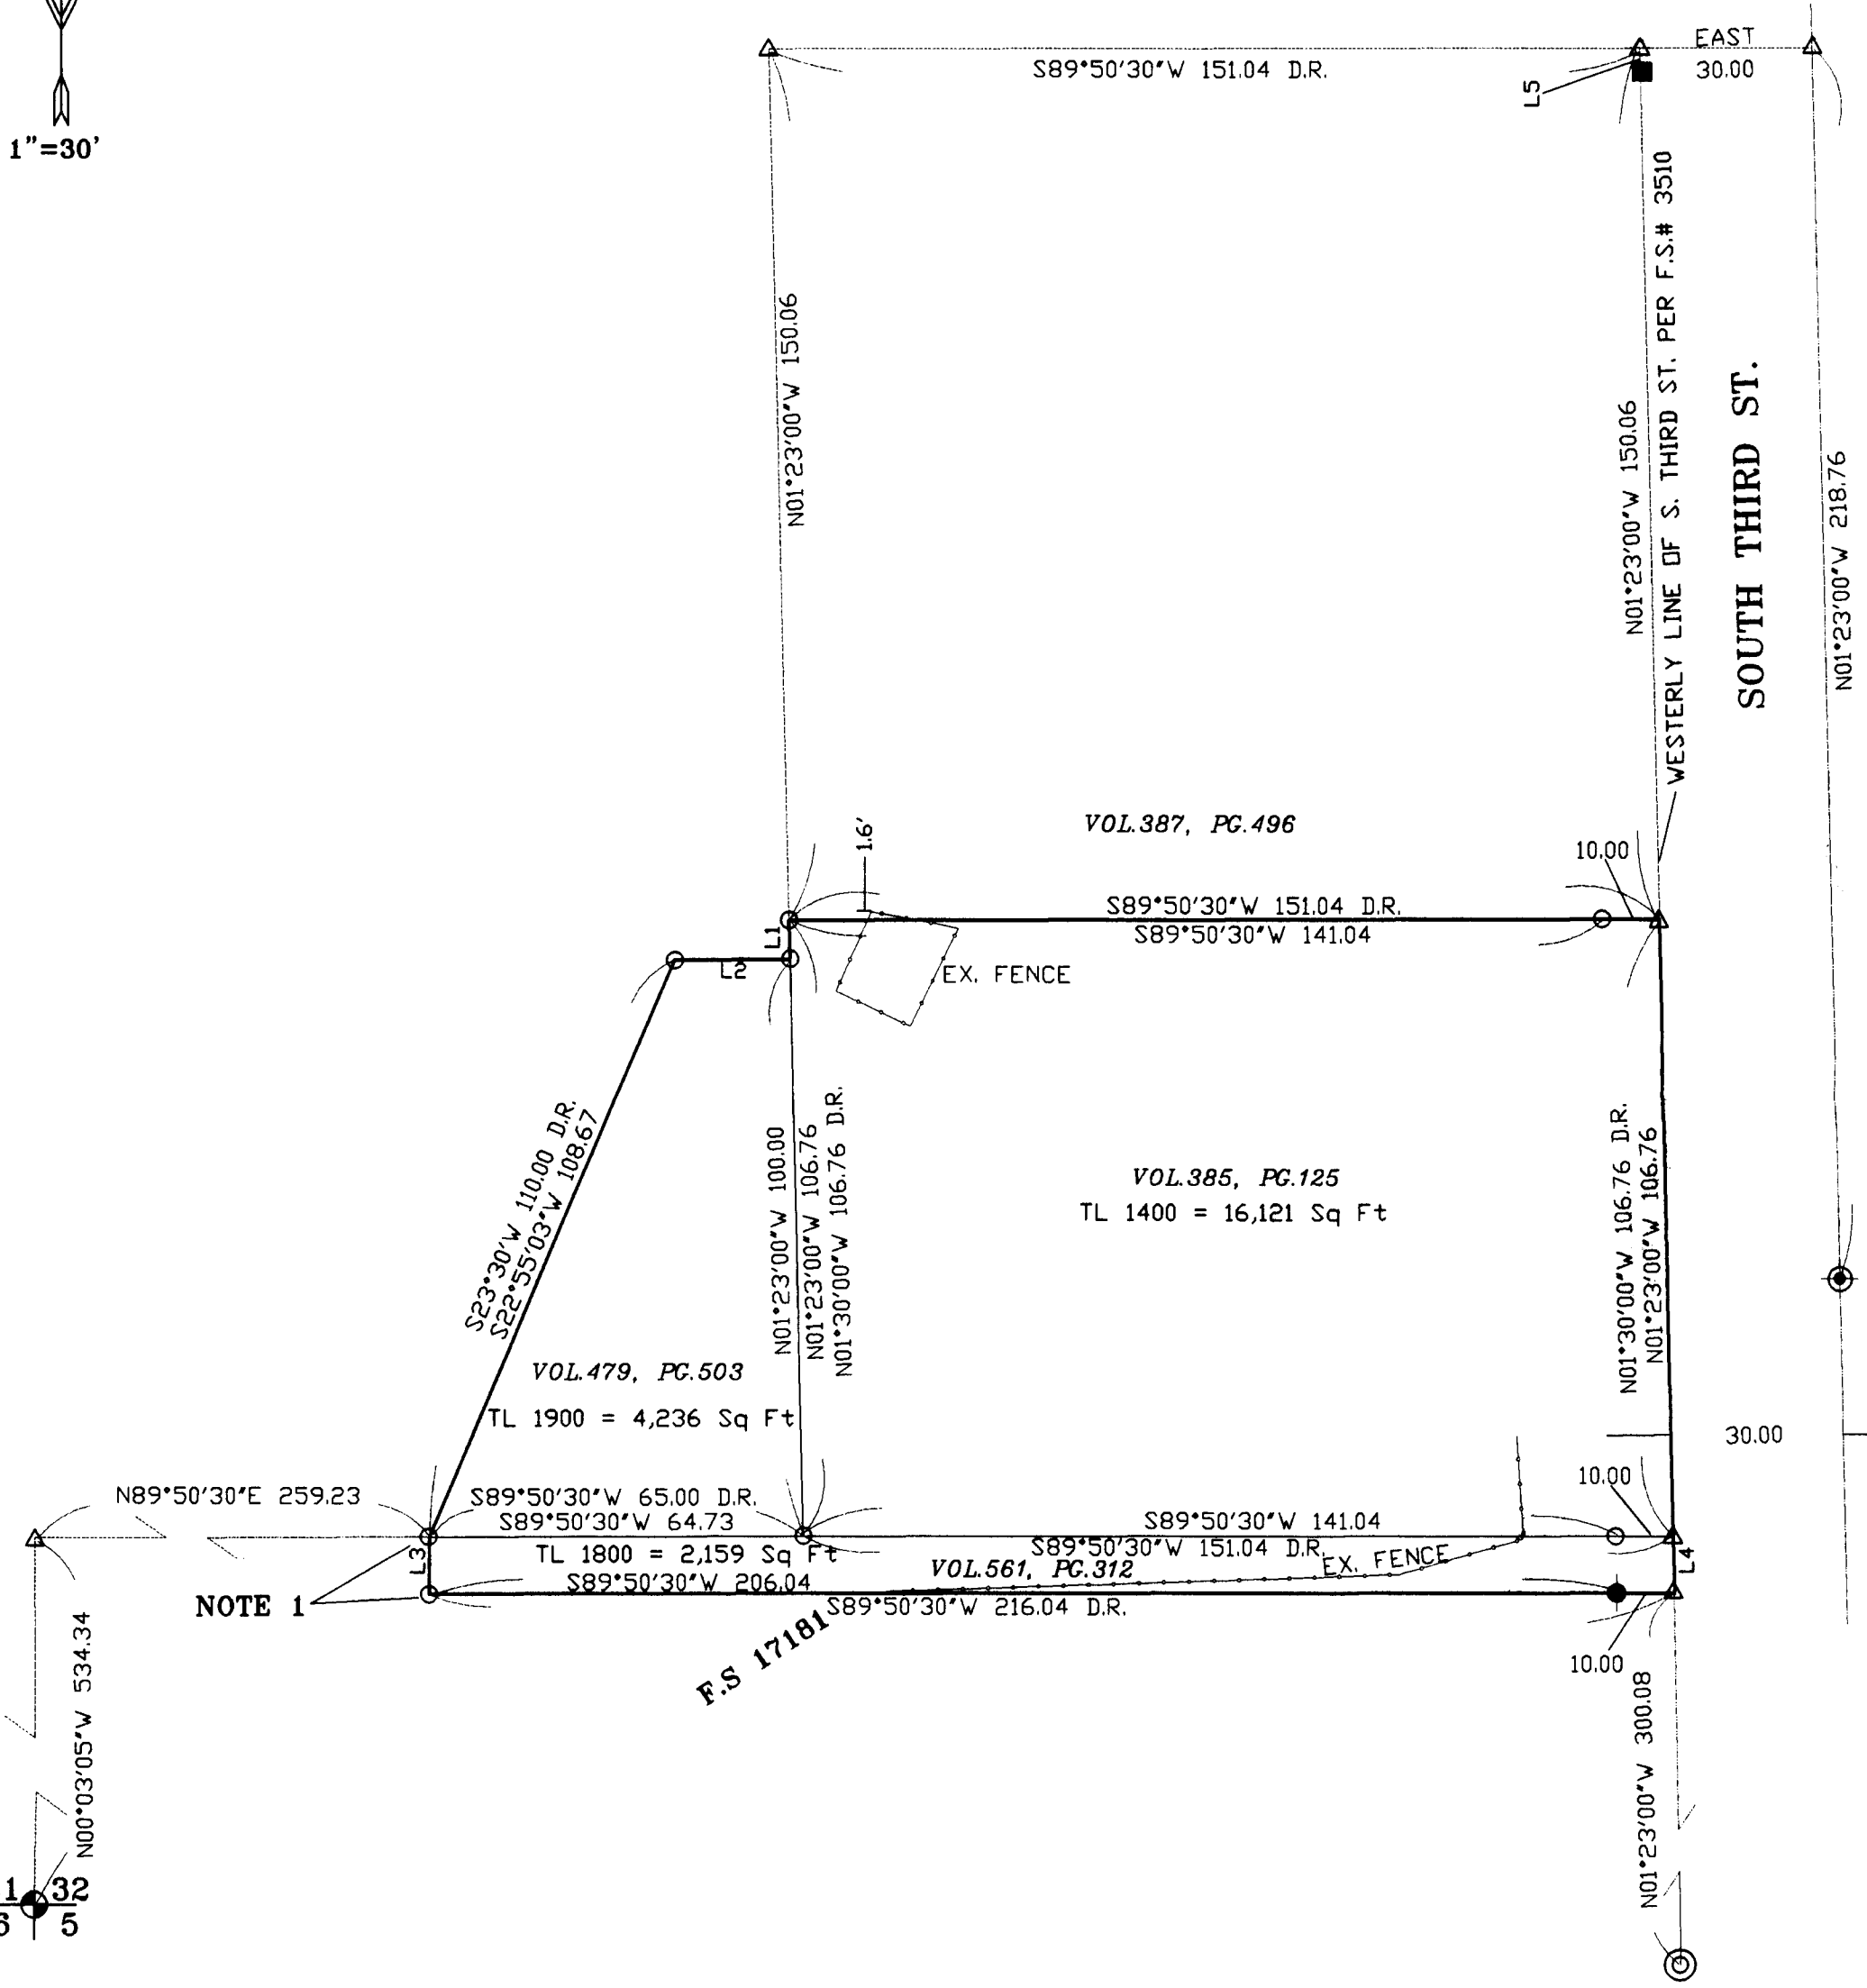 1"=30'
EAST
S89°50'30"W 151.04 D.R.
30.00
L5
N01°23'00"W 150.06
N01°23'00"W 150.06
WESTERLY LINE OF S. THIRD ST. PER F.S.# 3510
SOUTH THIRD ST.
N01°23'00"W 218.76
VOL.387, PG.496
1.6'
10.00
S89°50'30"W 151.04 D.R.
S89°50'30"W 141.04
L1
L2
EX. FENCE
S23°30'W 110.00 D.R.
S22°55'03"W 108.67
N01°23'00"W 100.00
N01°23'00"W 106.76
N01°30'00"W 106.76 D.R.
VOL.385, PG.125
TL 1400 = 16,121 Sq Ft
N01°30'00"W 106.76 D.R.
N01°23'00"W 106.76
VOL.479, PG.503
TL 1900 = 4,236 Sq Ft
30.00
10.00
N89°50'30"E 259.23
S89°50'30"W 65.00 D.R.
S89°50'30"W 64.73
S89°50'30"W 141.04
S89°50'30"W 151.04 D.R.
L3
TL 1800 = 2,159 Sq Ft
VOL.561, PG.312
EX. FENCE
L4
S89°50'30"W 206.04
S89°50'30"W 216.04 D.R.
NOTE 1
F.S 17181
10.00
N00°03'05"W 534.34
N01°23'00"W 300.08
1 32
6 5